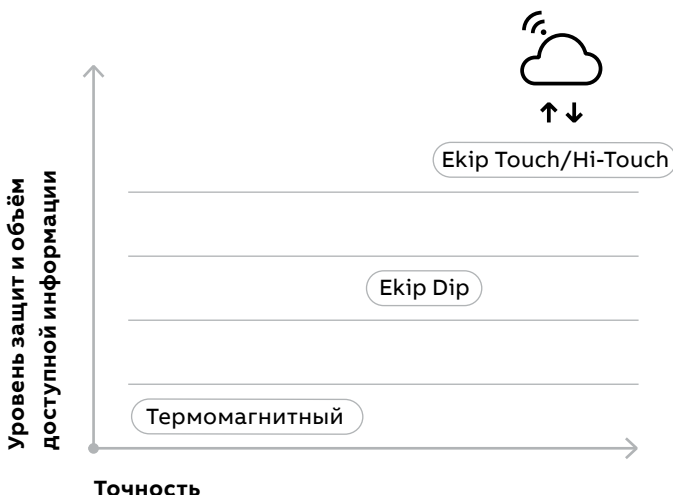 Ekip Touch/Hi-Touch
Уровень защит и объём
доступной информации
Ekip Dip
Термомагнитный
Точность